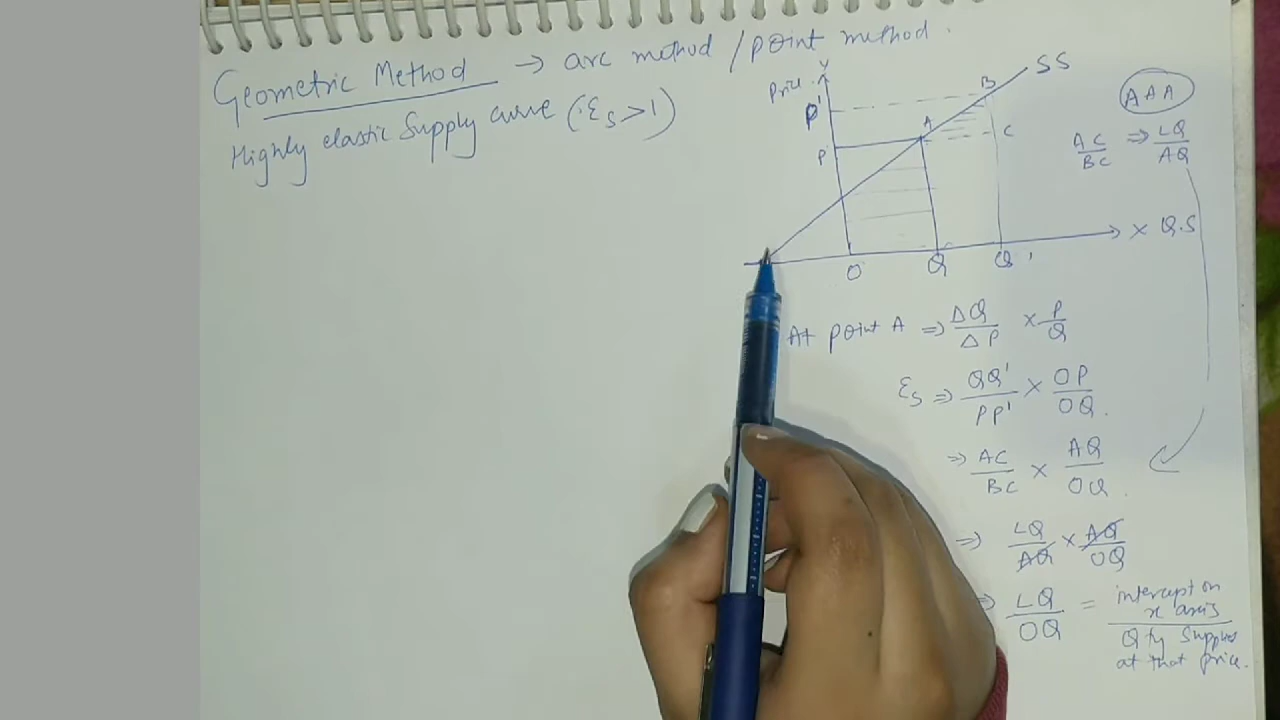 Geometric Method → arc method / point method.
Highly elastic Supply curve (ℰs>1)
Y
Price.
SS
P'
B
A
P
C
AAA
AC/BC ⇒ LQ/AQ
O
Q
Q'
X Q.S
At point A ⇒ ΔQ/ΔP × P/Q
ℰs ⇒ QQ'/PP' × OP/OQ.
⇒ AC/BC × AQ/OQ.
⇒ LQ/AQ × AQ/OQ
⇒ LQ/OQ = intercept on x axis / Qty Supplies at that price.